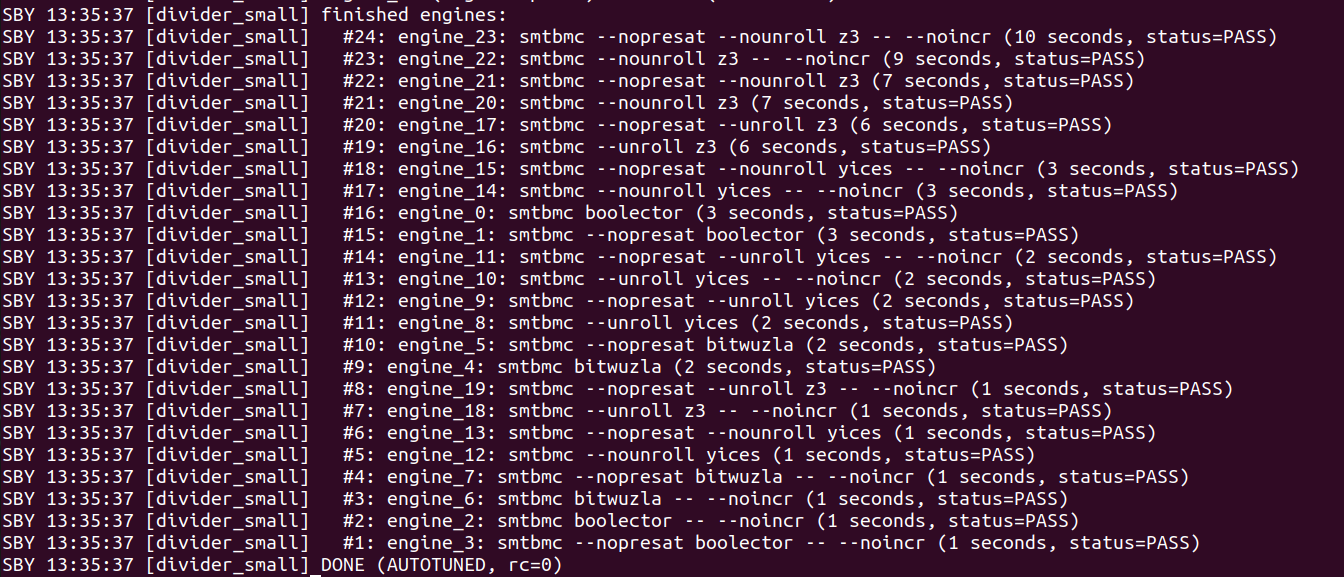 SBY 13:35:37 [divider_small] finished engines:
SBY 13:35:37 [divider_small]   #24: engine_23: smtbmc --nopresat --nounroll z3 -- --noincr (10 seconds, status=PASS)
SBY 13:35:37 [divider_small]   #23: engine_22: smtbmc --nounroll z3 -- --noincr (9 seconds, status=PASS)
SBY 13:35:37 [divider_small]   #22: engine_21: smtbmc --nopresat --nounroll z3 (7 seconds, status=PASS)
SBY 13:35:37 [divider_small]   #21: engine_20: smtbmc --nounroll z3 (7 seconds, status=PASS)
SBY 13:35:37 [divider_small]   #20: engine_17: smtbmc --nopresat --unroll z3 (6 seconds, status=PASS)
SBY 13:35:37 [divider_small]   #19: engine_16: smtbmc --unroll z3 (6 seconds, status=PASS)
SBY 13:35:37 [divider_small]   #18: engine_15: smtbmc --nopresat --nounroll yices -- --noincr (3 seconds, status=PASS)
SBY 13:35:37 [divider_small]   #17: engine_14: smtbmc --nounroll yices -- --noincr (3 seconds, status=PASS)
SBY 13:35:37 [divider_small]   #16: engine_0: smtbmc boolector (3 seconds, status=PASS)
SBY 13:35:37 [divider_small]   #15: engine_1: smtbmc --nopresat boolector (3 seconds, status=PASS)
SBY 13:35:37 [divider_small]   #14: engine_11: smtbmc --nopresat --unroll yices -- --noincr (2 seconds, status=PASS)
SBY 13:35:37 [divider_small]   #13: engine_10: smtbmc --unroll yices -- --noincr (2 seconds, status=PASS)
SBY 13:35:37 [divider_small]   #12: engine_9: smtbmc --nopresat --unroll yices (2 seconds, status=PASS)
SBY 13:35:37 [divider_small]   #11: engine_8: smtbmc --unroll yices (2 seconds, status=PASS)
SBY 13:35:37 [divider_small]   #10: engine_5: smtbmc --nopresat bitwuzla (2 seconds, status=PASS)
SBY 13:35:37 [divider_small]   #9: engine_4: smtbmc bitwuzla (2 seconds, status=PASS)
SBY 13:35:37 [divider_small]   #8: engine_19: smtbmc --nopresat --unroll z3 -- --noincr (1 seconds, status=PASS)
SBY 13:35:37 [divider_small]   #7: engine_18: smtbmc --unroll z3 -- --noincr (1 seconds, status=PASS)
SBY 13:35:37 [divider_small]   #6: engine_13: smtbmc --nopresat --nounroll yices (1 seconds, status=PASS)
SBY 13:35:37 [divider_small]   #5: engine_12: smtbmc --nounroll yices (1 seconds, status=PASS)
SBY 13:35:37 [divider_small]   #4: engine_7: smtbmc --nopresat bitwuzla -- --noincr (1 seconds, status=PASS)
SBY 13:35:37 [divider_small]   #3: engine_6: smtbmc bitwuzla -- --noincr (1 seconds, status=PASS)
SBY 13:35:37 [divider_small]   #2: engine_2: smtbmc boolector -- --noincr (1 seconds, status=PASS)
SBY 13:35:37 [divider_small]   #1: engine_3: smtbmc --nopresat boolector -- --noincr (1 seconds, status=PASS)
SBY 13:35:37 [divider_small] DONE (AUTOTUNED, rc=0)